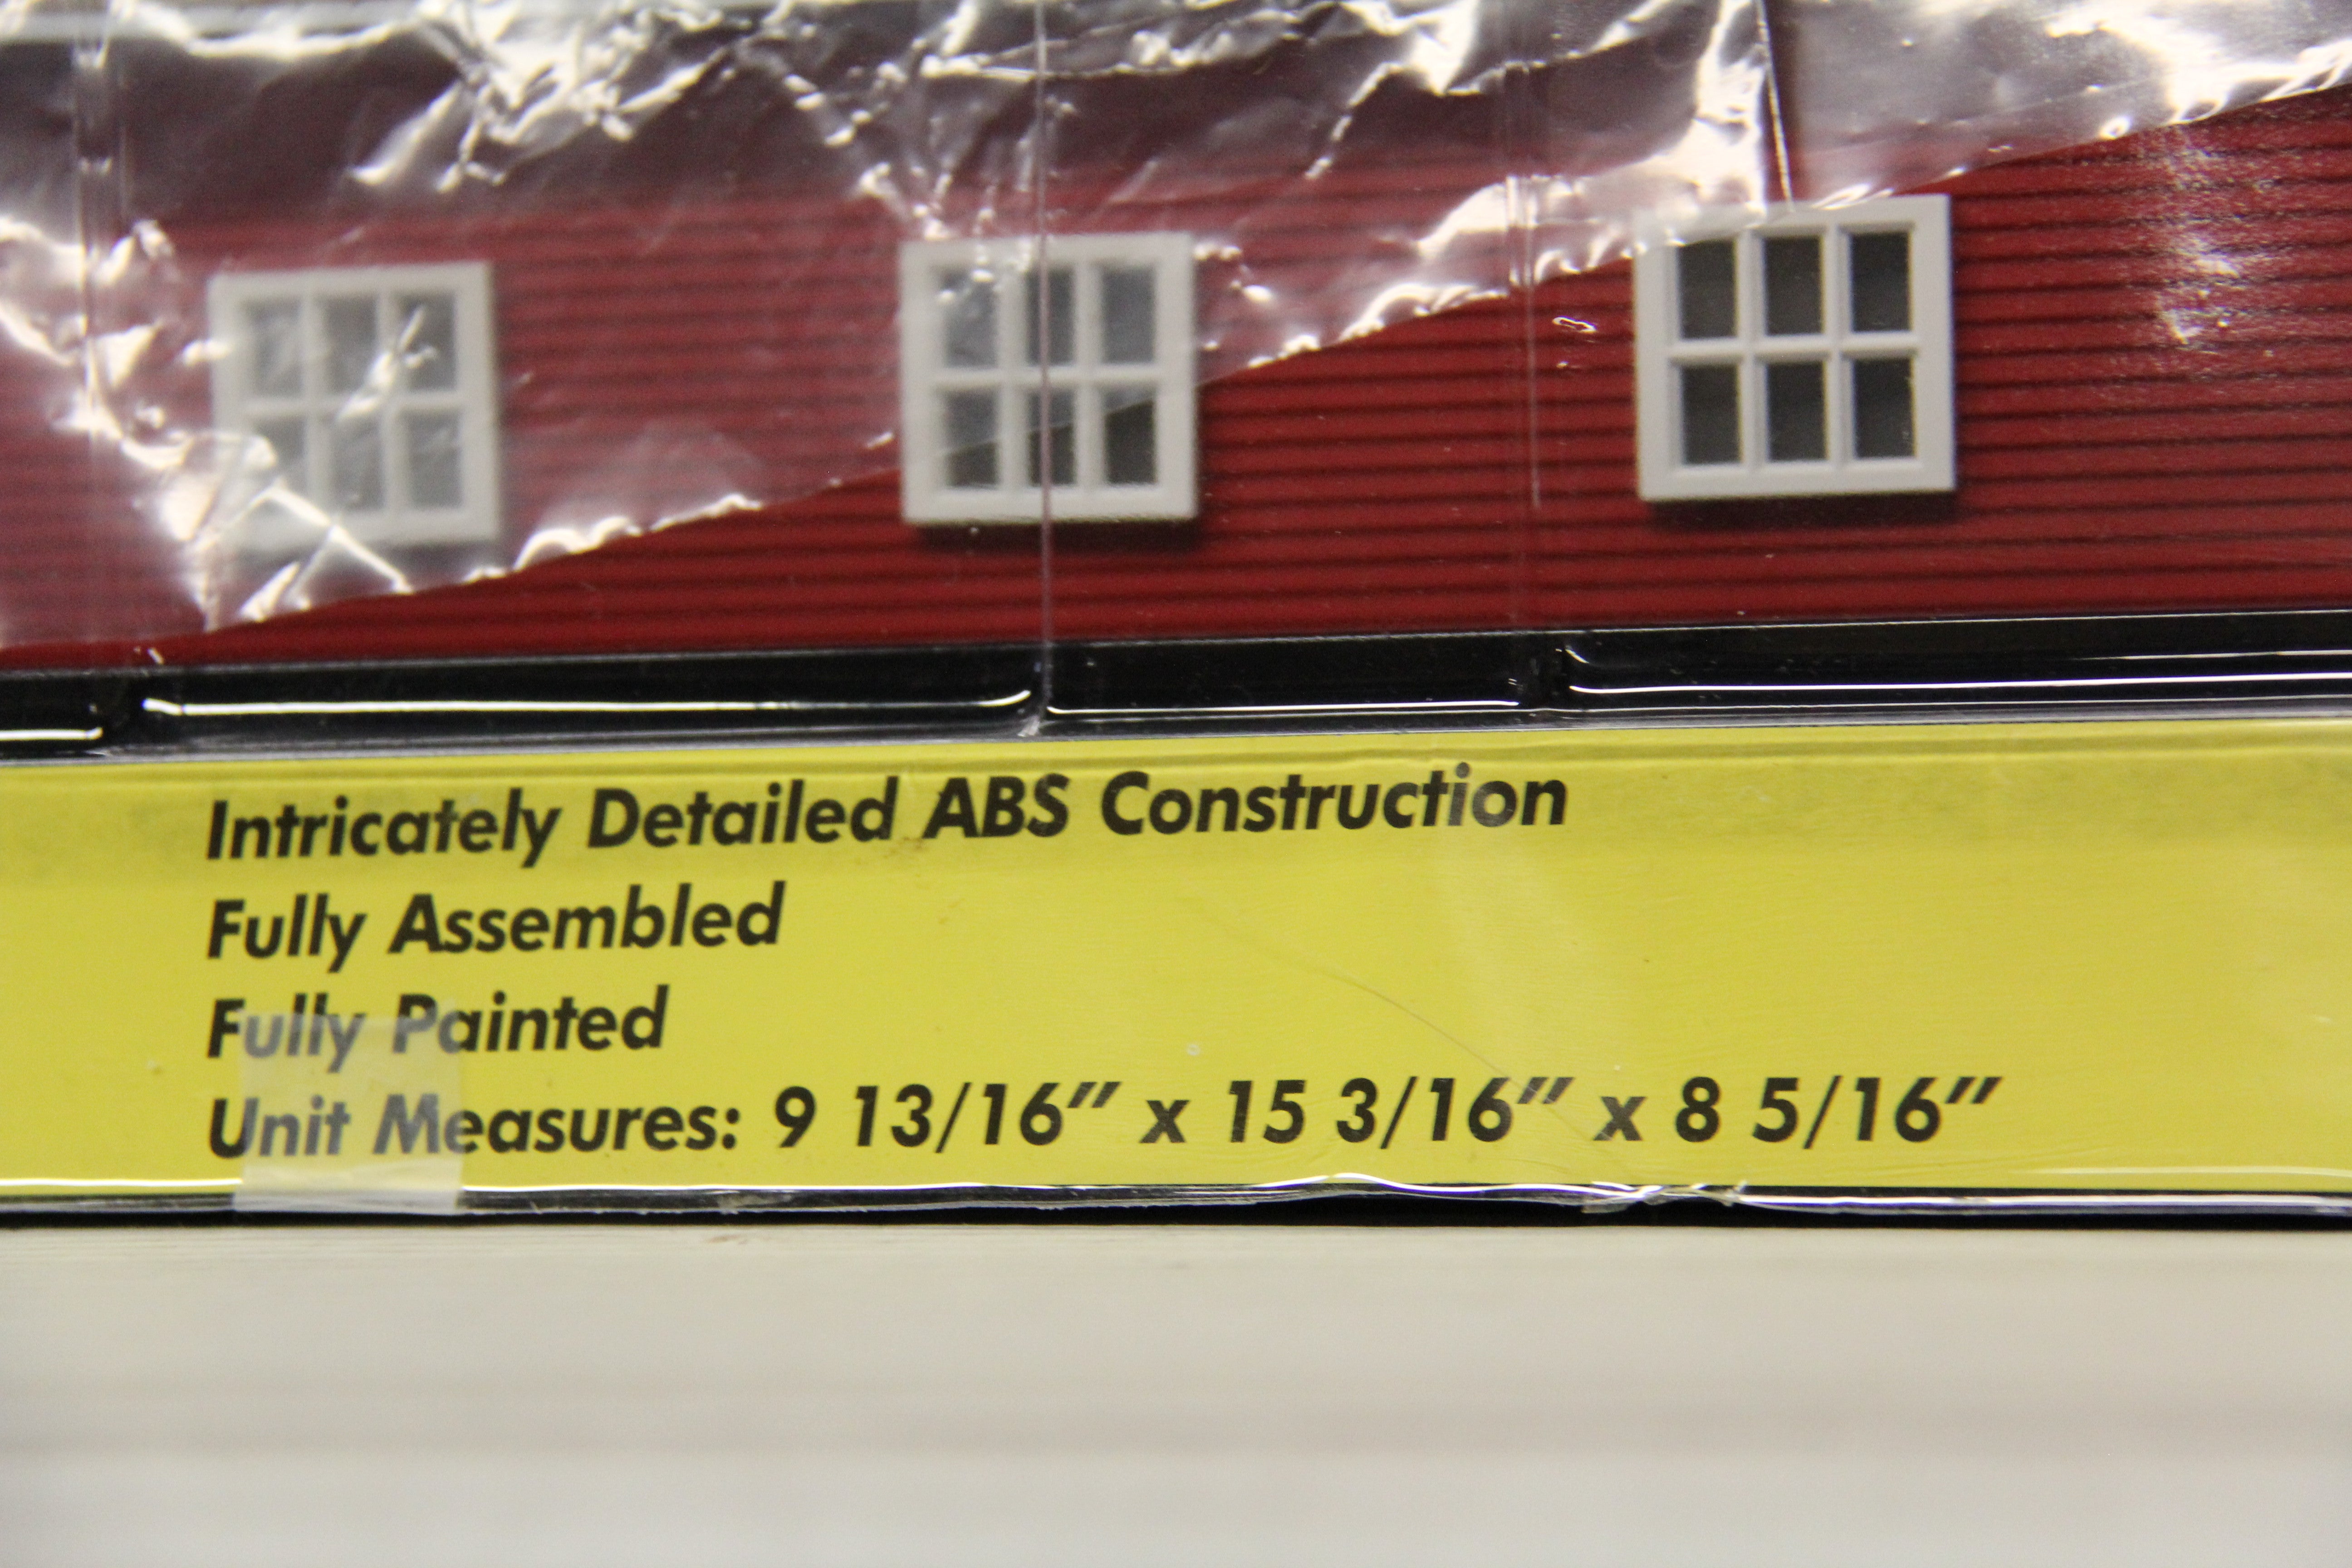 Intricately Detailed ABS Construction
Fully Assembled
Fully Painted
Unit Measures: 9 13/16" x 15 3/16" x 8 5/16"